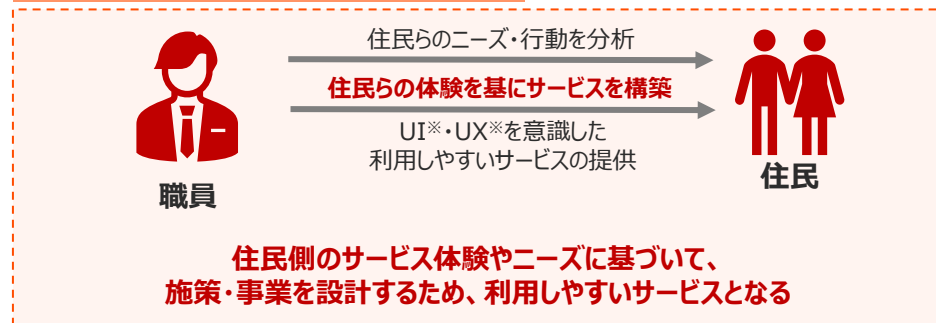 住民らのニーズ・行動を分析
住民らの体験を基にサービスを構築
UI※・UX※を意識した
利用しやすいサービスの提供
職員
住民
住民側のサービス体験やニーズに基づいて、
施策・事業を設計するため、利用しやすいサービスとなる